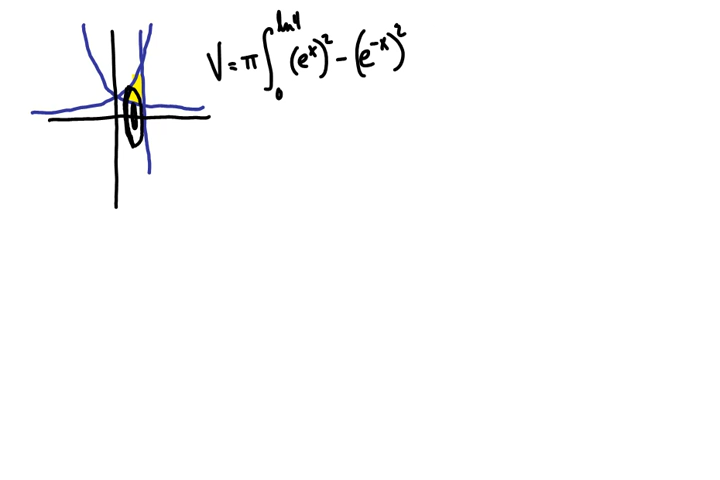 V = π∫₀^{ln4} (e^x)² − (e^{-x})²